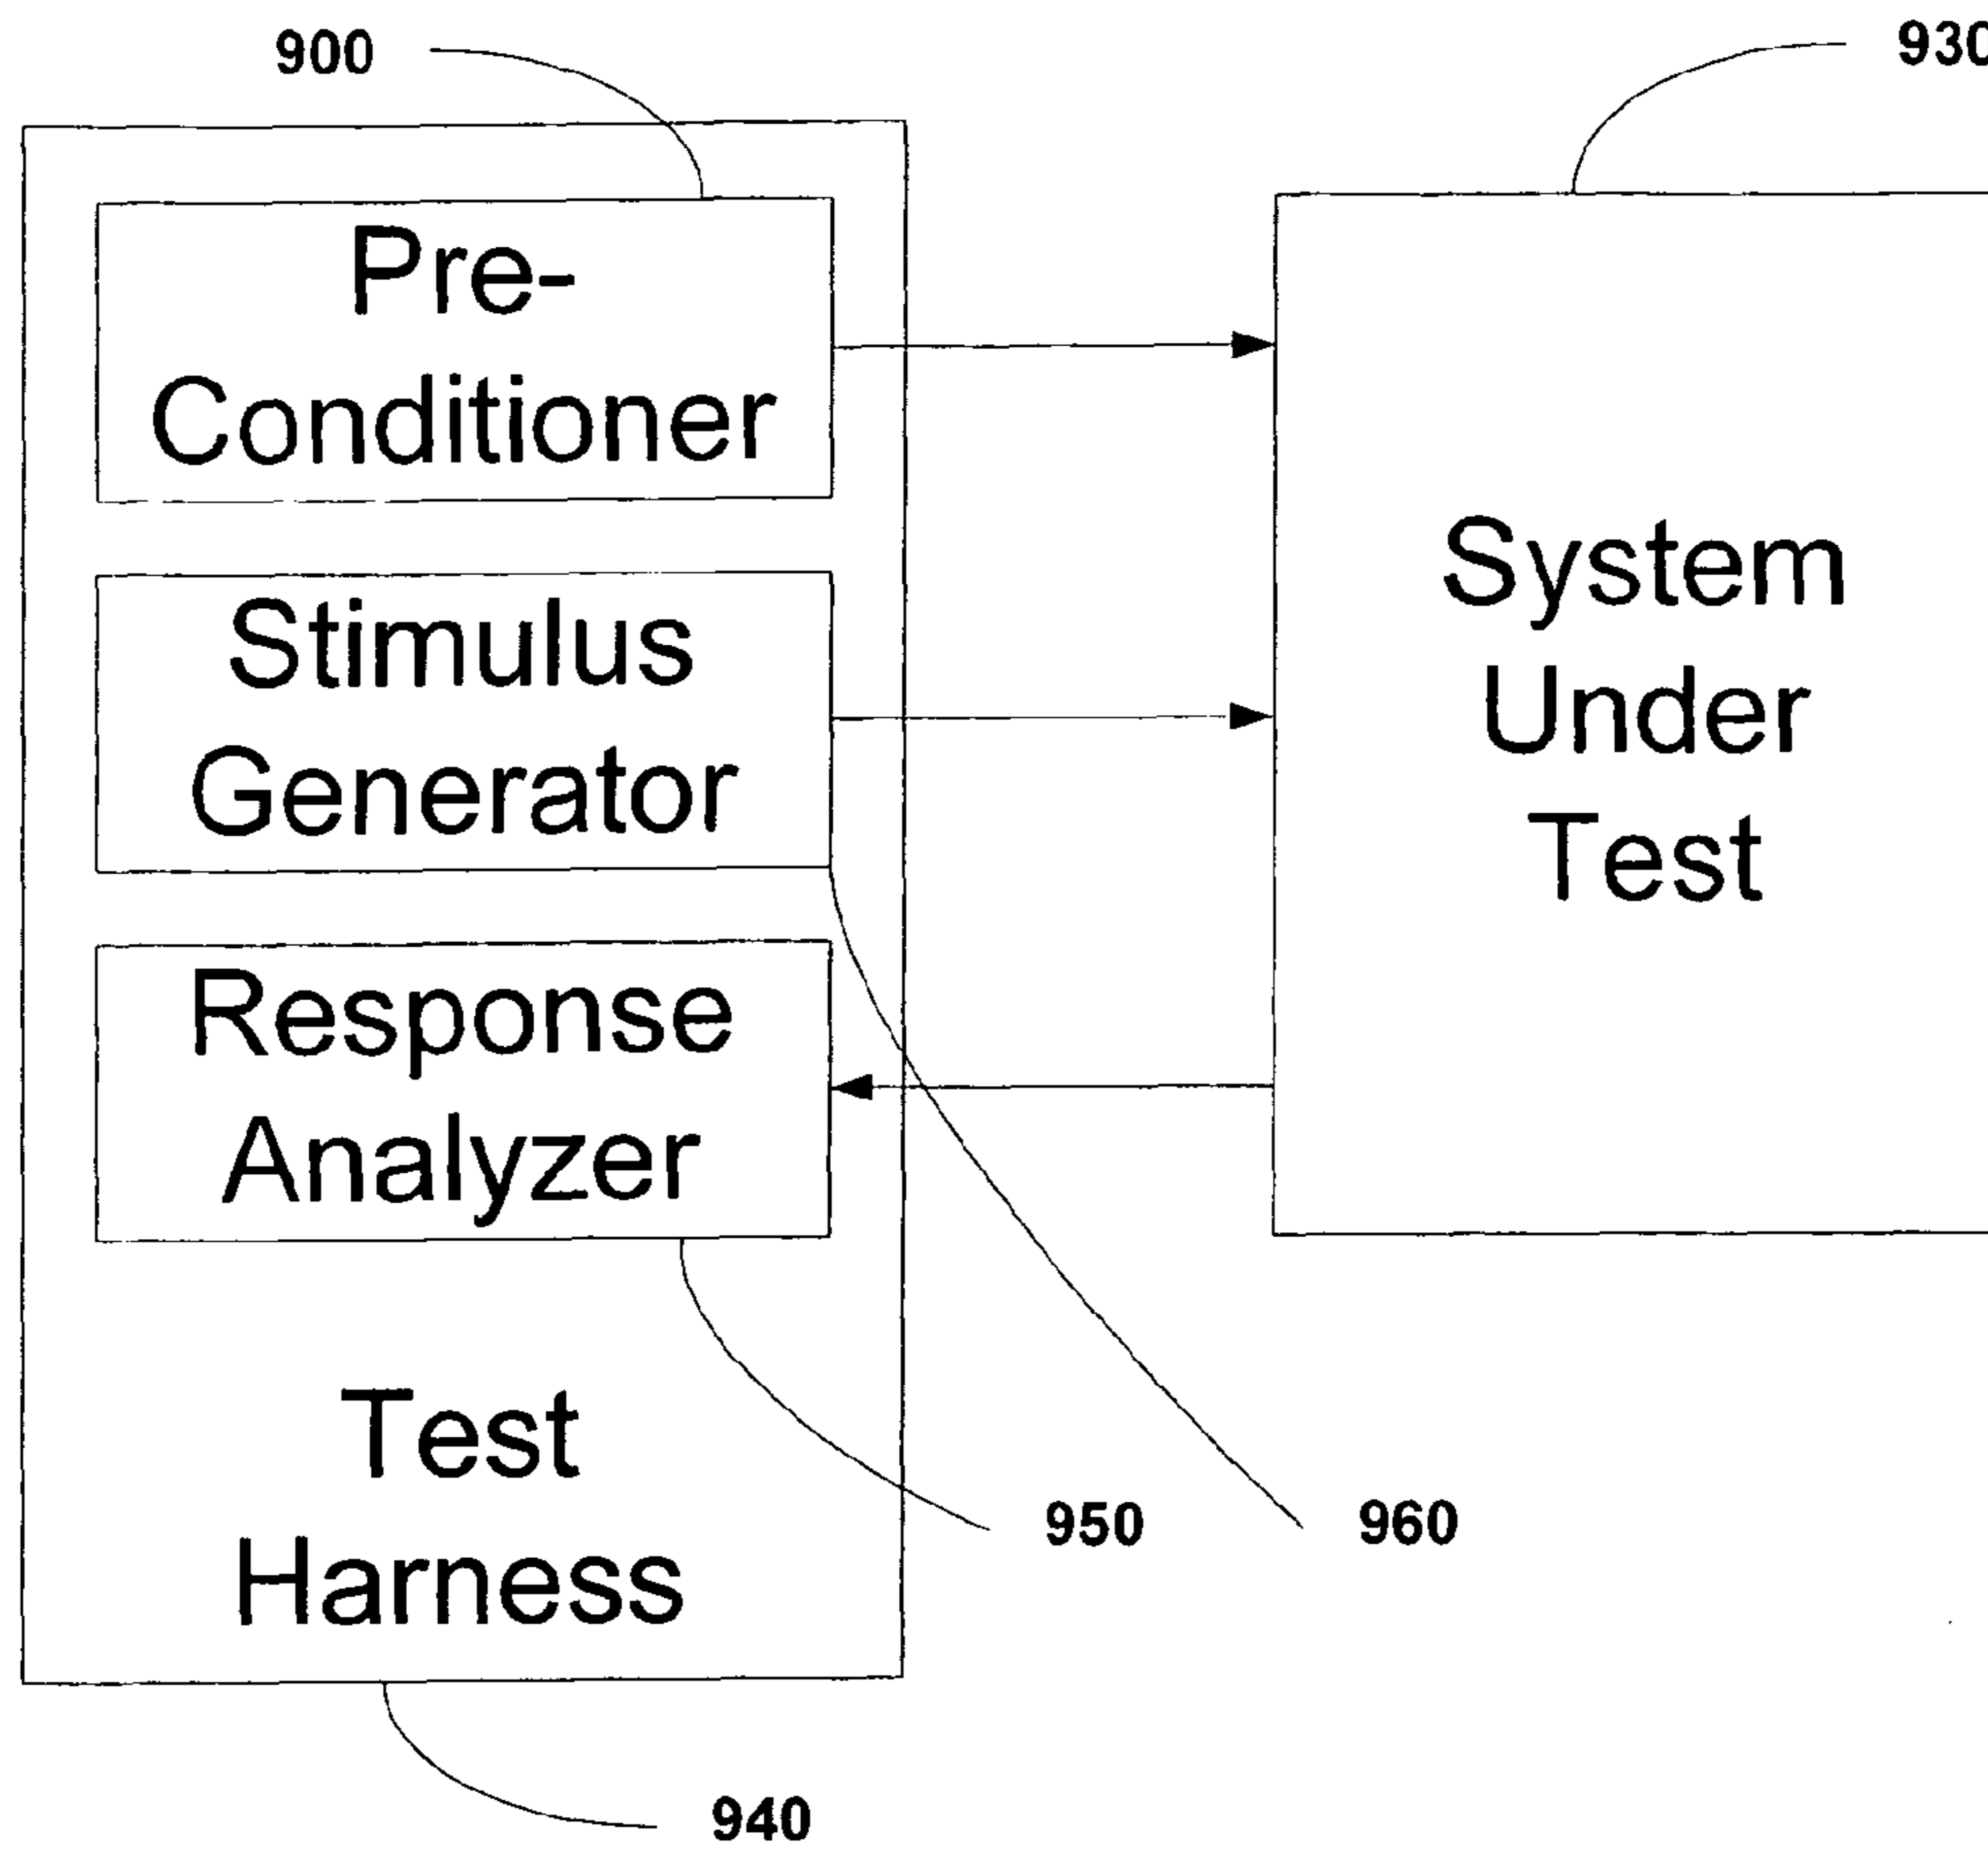 900
930
Pre-
Conditioner
Stimulus
Generator
Response
Analyzer
Test
Harness
System
Under
Test
950
960
940